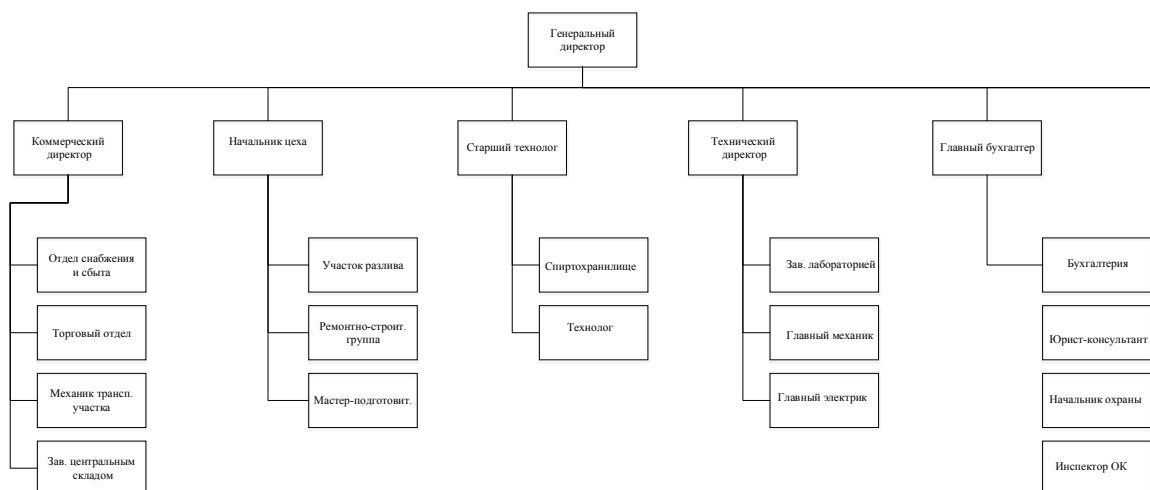 Генеральный
директор
Коммерческий
директор
Начальник цеха
Старший технолог
Технический
директор
Главный бухгалтер
Отдел снабжения
и сбыта
Участок разлива
Спиртохранилище
Зав. лабораторией
Бухгалтерия
Торговый отдел
Ремонтно-строит.
группа
Технолог
Главный механик
Юрист-консультант
Механик трансп.
участка
Мастер-подготовит.
Главный электрик
Начальник охраны
Зав. центральным
складом
Инспектор ОК